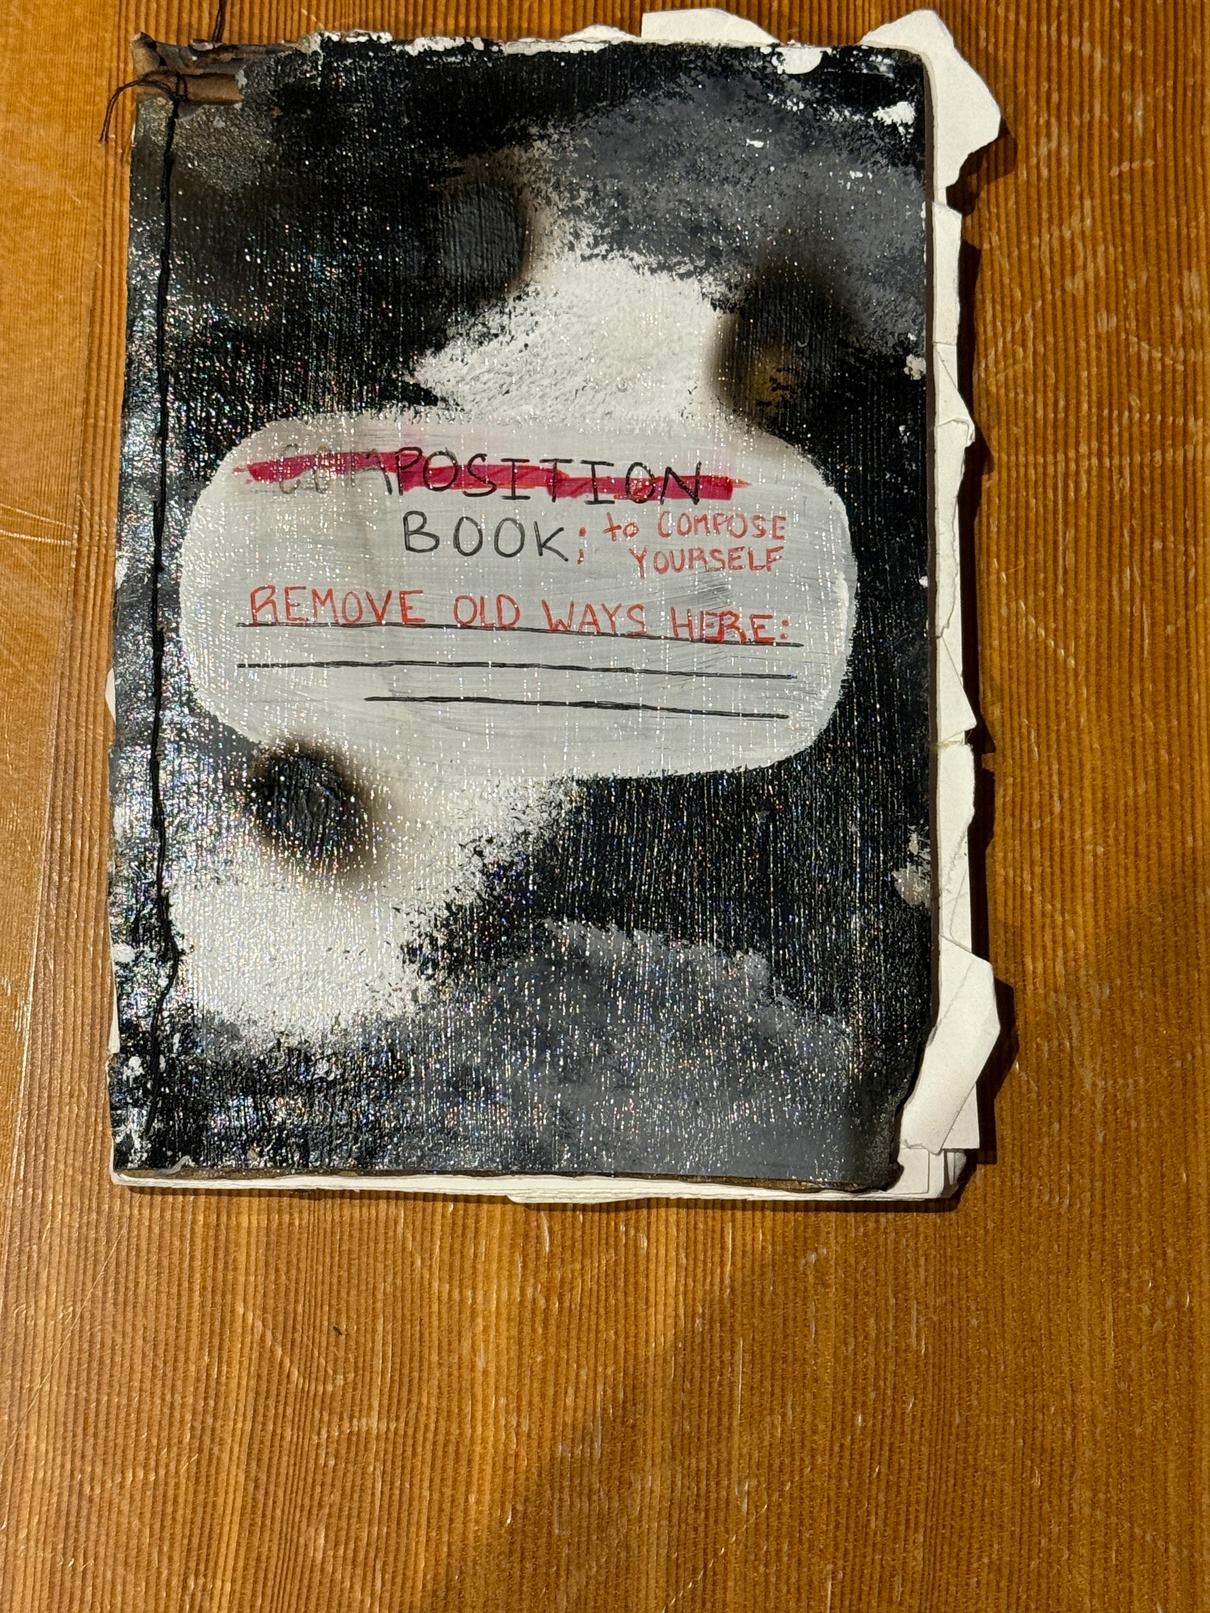 COMPOSITION
BOOK; to COMPOSE
YOURSELF
REMOVE OLD WAYS HERE: